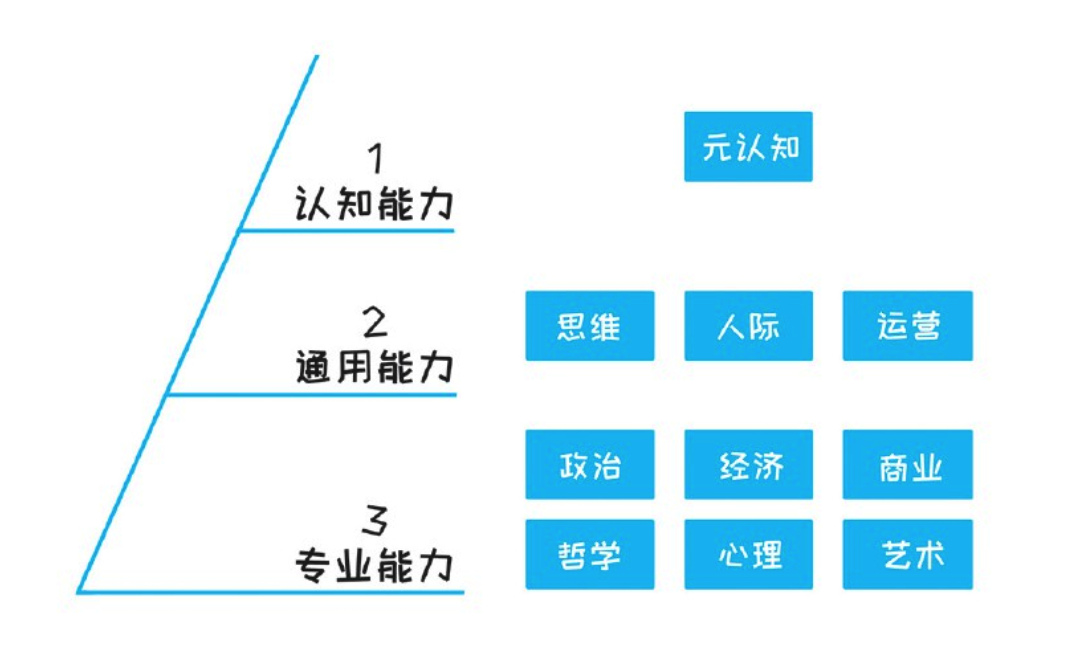 1
认知能力
元认知
2
通用能力
思维 人际 运营
3
专业能力
政治 经济 商业
哲学 心理 艺术